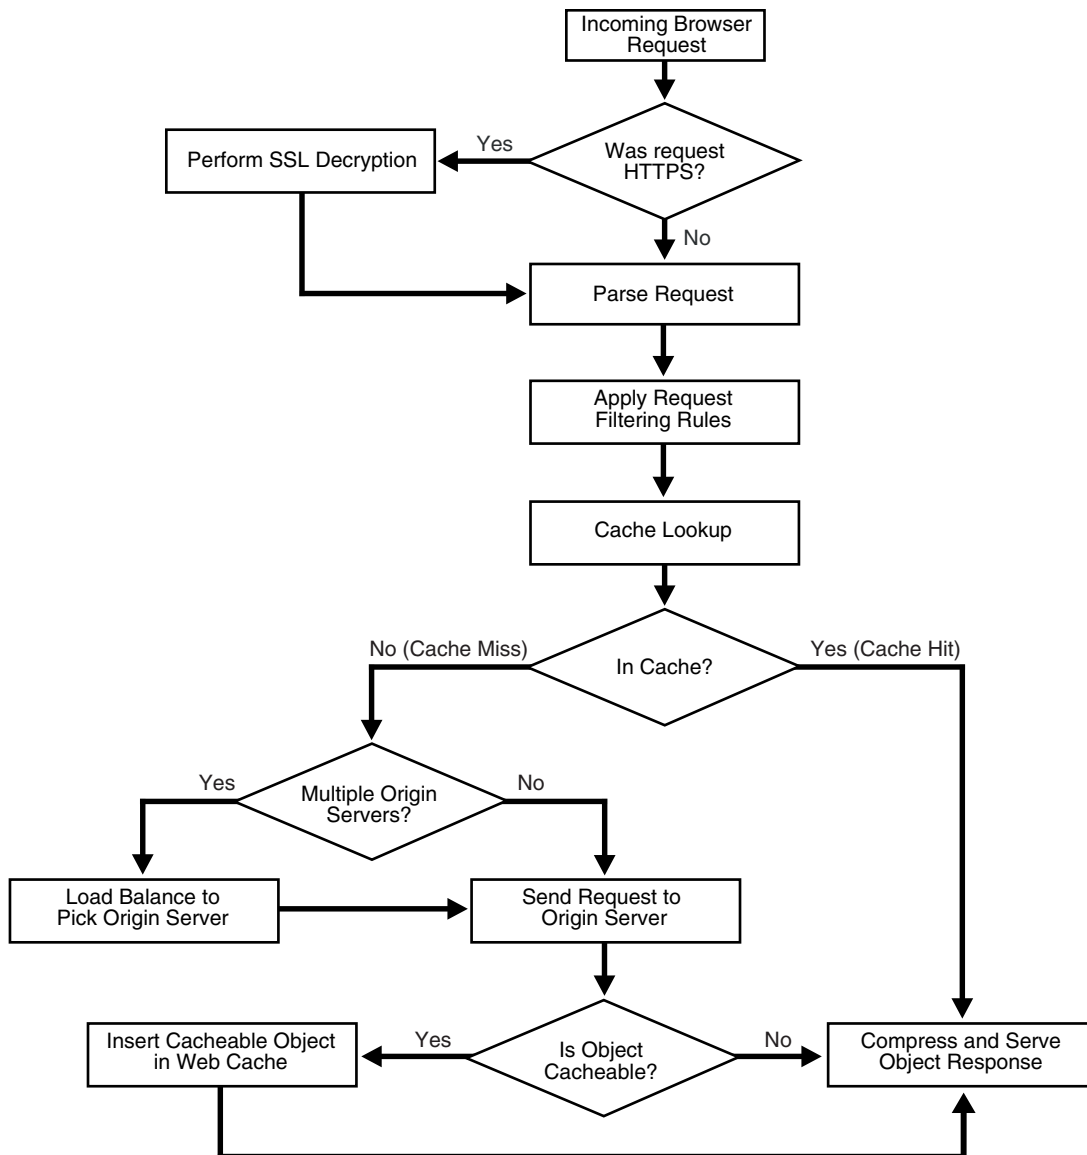 Incoming Browser
Request
Yes
Was request
HTTPS?
Perform SSL Decryption
No
Parse Request
Apply Request
Filtering Rules
Cache Lookup
No (Cache Miss)
Yes (Cache Hit)
In Cache?
Yes
No
Multiple Origin
Servers?
Load Balance to
Pick Origin Server
Send Request to
Origin Server
Insert Cacheable Object
in Web Cache
Yes
Is Object
Cacheable?
No
Compress and Serve
Object Response